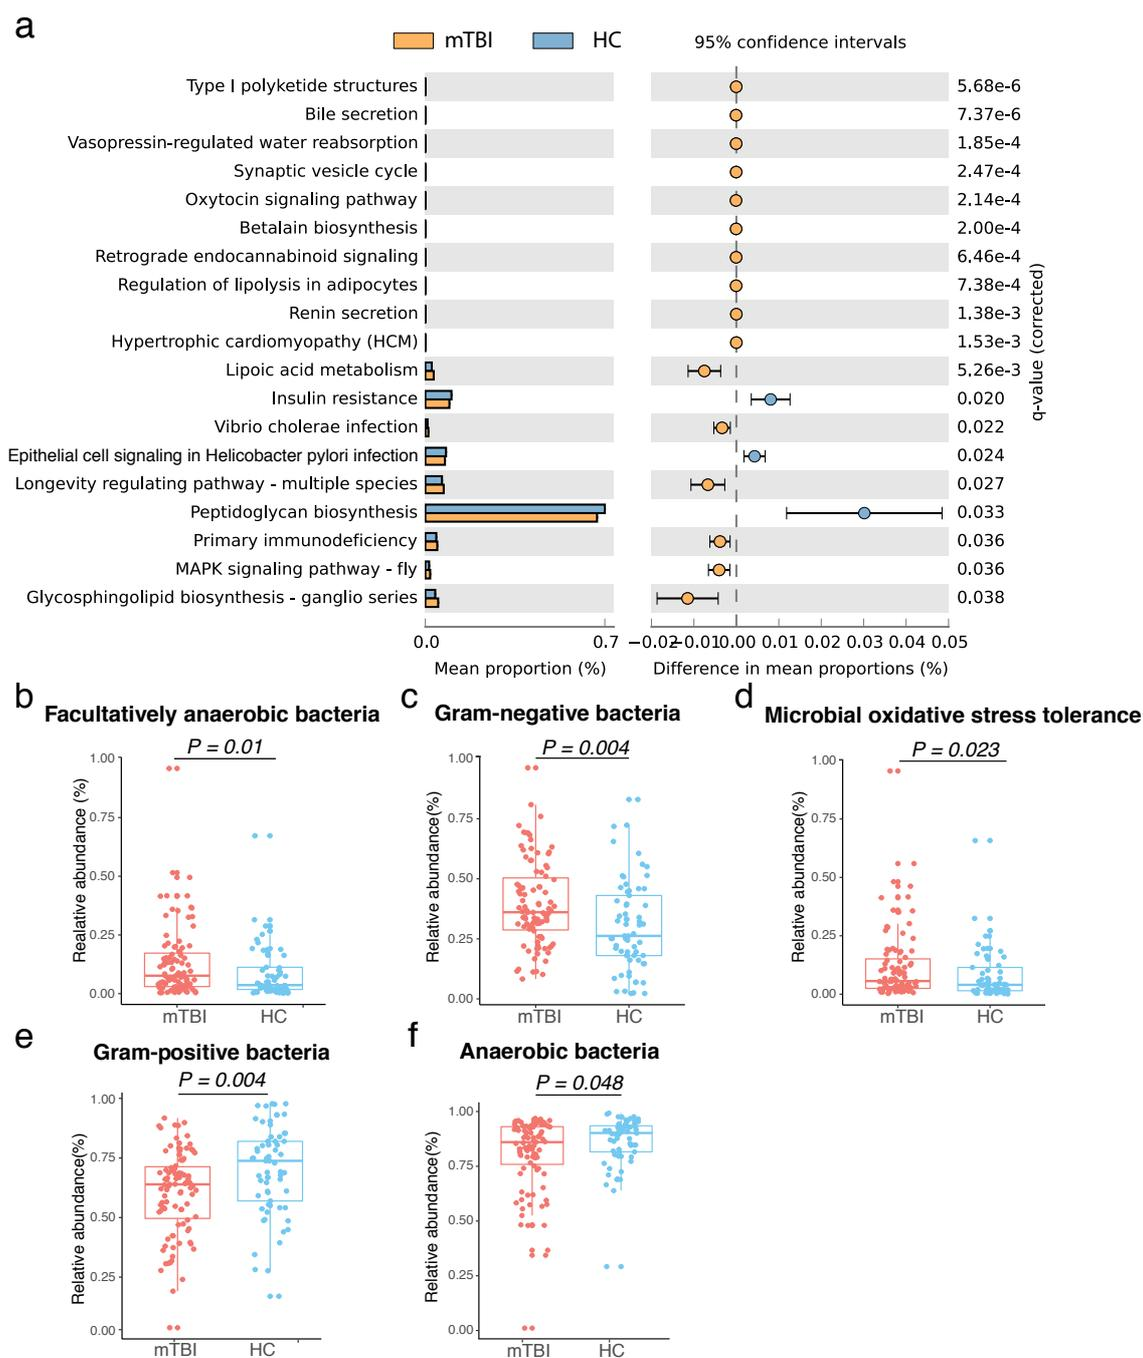 a
mTBI HC 95% confidence intervals
Type I polyketide structures 5.68e-6
Bile secretion 7.37e-6
Vasopressin-regulated water reabsorption 1.85e-4
Synaptic vesicle cycle 2.47e-4
Oxytocin signaling pathway 2.14e-4
Betalain biosynthesis 2.00e-4
Retrograde endocannabinoid signaling 6.46e-4
Regulation of lipolysis in adipocytes 7.38e-4
Renin secretion 1.38e-3
Hypertrophic cardiomyopathy (HCM) 1.53e-3
Lipoic acid metabolism 5.26e-3
Insulin resistance 0.020
Vibrio cholerae infection 0.022
Epithelial cell signaling in Helicobacter pylori infection 0.024
Longevity regulating pathway - multiple species 0.027
Peptidoglycan biosynthesis 0.033
Primary immunodeficiency 0.036
MAPK signaling pathway - fly 0.036
Glycosphingolipid biosynthesis - ganglio series 0.038
q-value (corrected)
0.0 0.7 −0.02 −0.01 0.00 0.01 0.02 0.03 0.04 0.05
Mean proportion (%) Difference in mean proportions (%)
b
Facultatively anaerobic bacteria
P = 0.01
Realative abundance (%)
1.00
0.75
0.50
0.25
0.00
mTBI HC
c
Gram-negative bacteria
P = 0.004
Relative abundance(%)
1.00
0.75
0.50
0.25
0.00
mTBI HC
d
Microbial oxidative stress tolerance
P = 0.023
Relative abundance(%)
1.00
0.75
0.50
0.25
0.00
mTBI HC
e
Gram-positive bacteria
P = 0.004
Relative abundance(%)
1.00
0.75
0.50
0.25
0.00
mTBI HC
f
Anaerobic bacteria
P = 0.048
Relative abundance(%)
1.00
0.75
0.50
0.25
0.00
mTBI HC